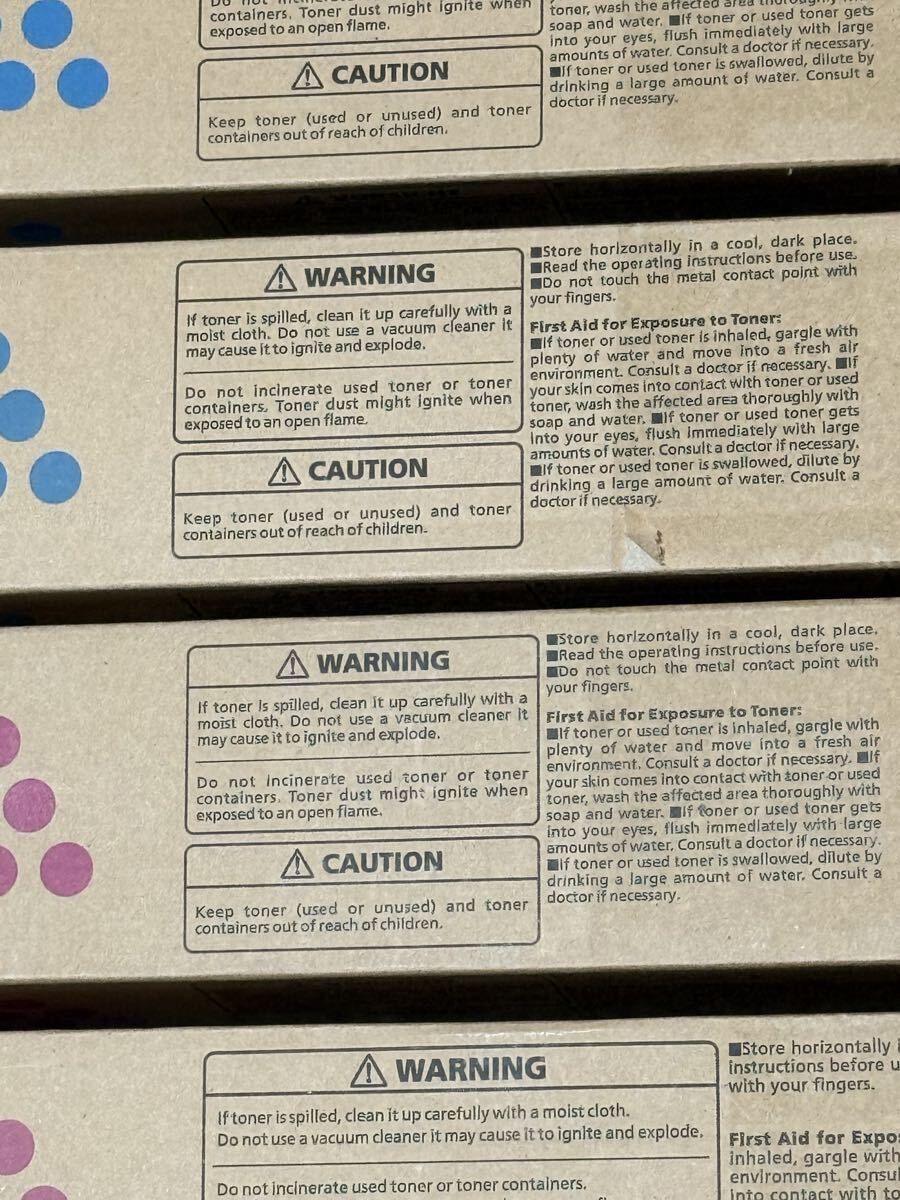 containers. Toner dust might ignite when
exposed to an open flame.
CAUTION
Keep toner (used or unused) and toner
containers out of reach of children.
toner, wash the affected area
soap and water. ■If toner or used toner gets
into your eyes, flush immediately with large
amounts of water. Consult a doctor if necessary.
■If toner or used toner is swallowed, dilute by
drinking a large amount of water. Consult a
doctor if necessary.
WARNING
If toner is spilled, clean it up carefully with a
moist cloth. Do not use a vacuum cleaner it
may cause it to ignite and explode.
Do not incinerate used toner or toner
containers. Toner dust might ignite when
exposed to an open flame.
CAUTION
Keep toner (used or unused) and toner
containers out of reach of children.
■Store horizontally in a cool, dark place.
■Read the operating instructions before use.
■Do not touch the metal contact point with
your fingers.
First Aid for Exposure to Toner:
■If toner or used toner is inhaled, gargle with
plenty of water and move into a fresh air
environment. Consult a doctor if necessary. ■If
your skin comes into contact with toner or used
toner, wash the affected area thoroughly with
soap and water. ■If toner or used toner gets
into your eyes, flush immediately with large
amounts of water. Consult a doctor if necessary.
■If toner or used toner is swallowed, dilute by
drinking a large amount of water. Consult a
doctor if necessary.
WARNING
If toner is spilled, clean it up carefully with a
moist cloth. Do not use a vacuum cleaner it
may cause it to ignite and explode.
Do not incinerate used toner or toner
containers. Toner dust might ignite when
exposed to an open flame.
CAUTION
Keep toner (used or unused) and toner
containers out of reach of children.
■Store horizontally in a cool, dark place.
■Read the operating instructions before use.
■Do not touch the metal contact point with
your fingers.
First Aid for Exposure to Toner:
■If toner or used toner is inhaled, gargle with
plenty of water and move into a fresh air
environment. Consult a doctor if necessary. ■If
your skin comes into contact with toner or used
toner, wash the affected area thoroughly with
soap and water. ■If toner or used toner gets
into your eyes, flush immediately with large
amounts of water. Consult a doctor if necessary.
■If toner or used toner is swallowed, dilute by
drinking a large amount of water. Consult a
doctor if necessary.
WARNING
If toner is spilled, clean it up carefully with a moist cloth.
Do not use a vacuum cleaner it may cause it to ignite and explode.
Do not incinerate used toner or toner containers.
■Store horizontally
instructions before
with your fingers.
First Aid for
inhaled, gargle with
environment.
into contact with